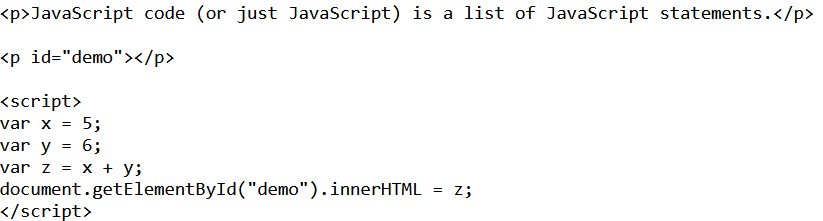 <p>JavaScript code (or just JavaScript) is a list of JavaScript statements.</p>
<p id="demo"></p>
<script>
var x = 5;
var y = 6;
var z = x + y;
document.getElementById("demo").innerHTML = z;
</script>